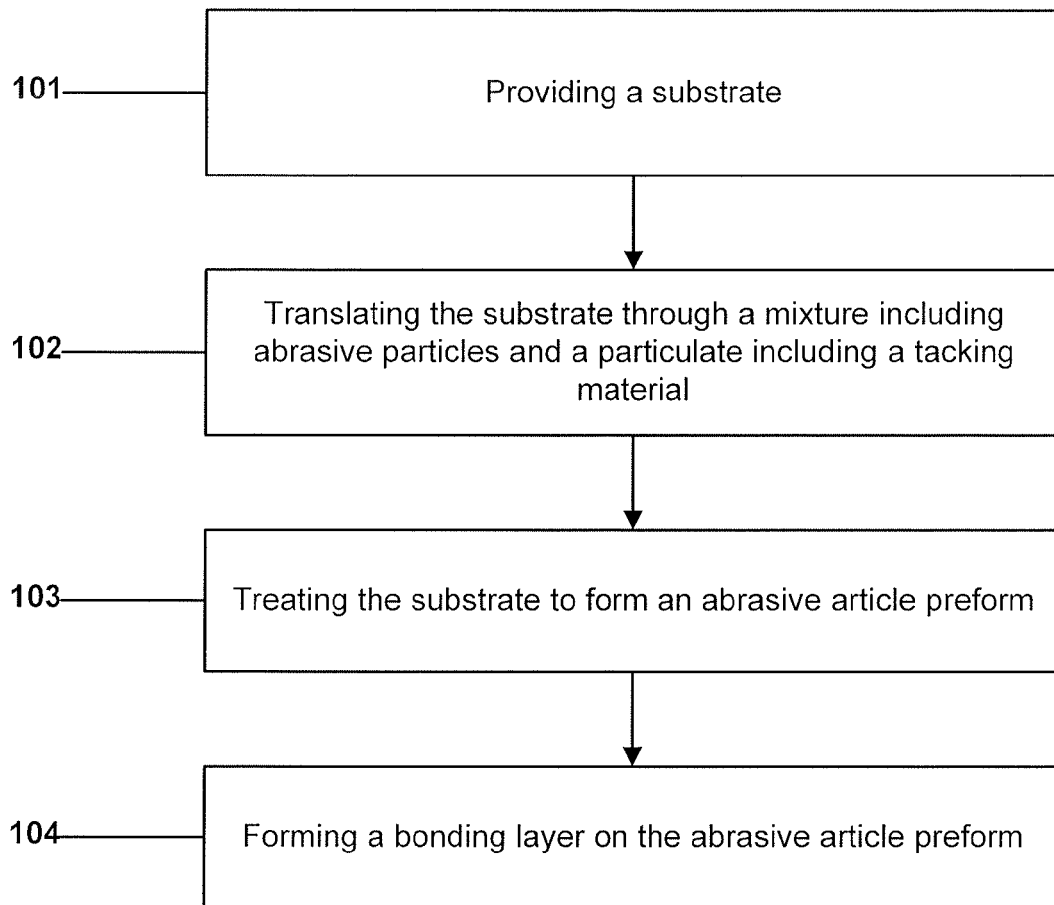 101
Providing a substrate
102
Translating the substrate through a mixture including
abrasive particles and a particulate including a tacking
material
103
Treating the substrate to form an abrasive article preform
104
Forming a bonding layer on the abrasive article preform